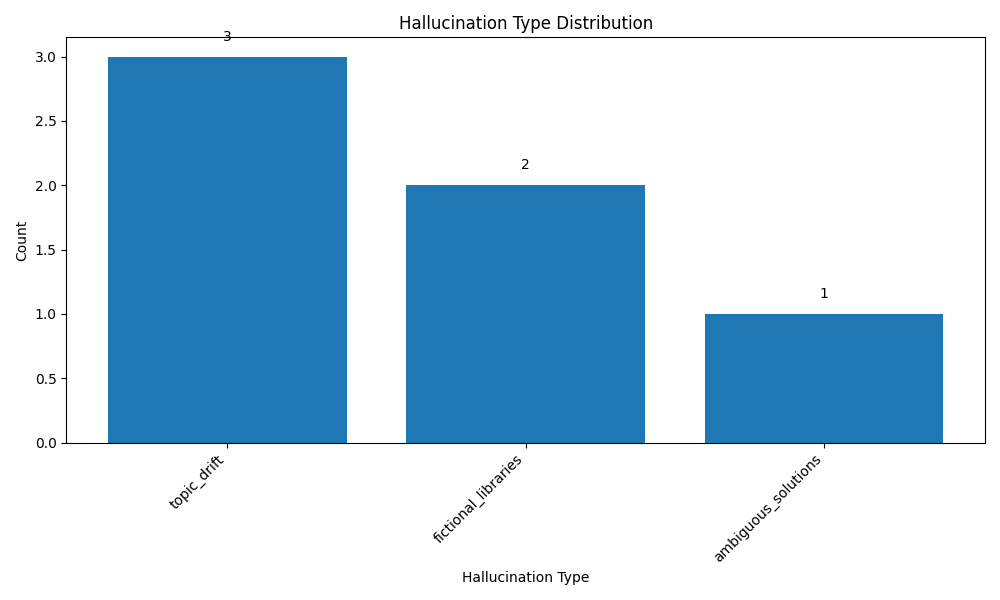 Hallucination Type Distribution
3
2
1
3.0
2.5
2.0
1.5
1.0
0.5
0.0
Count
topic_drift
fictional_libraries
ambiguous_solutions
Hallucination Type